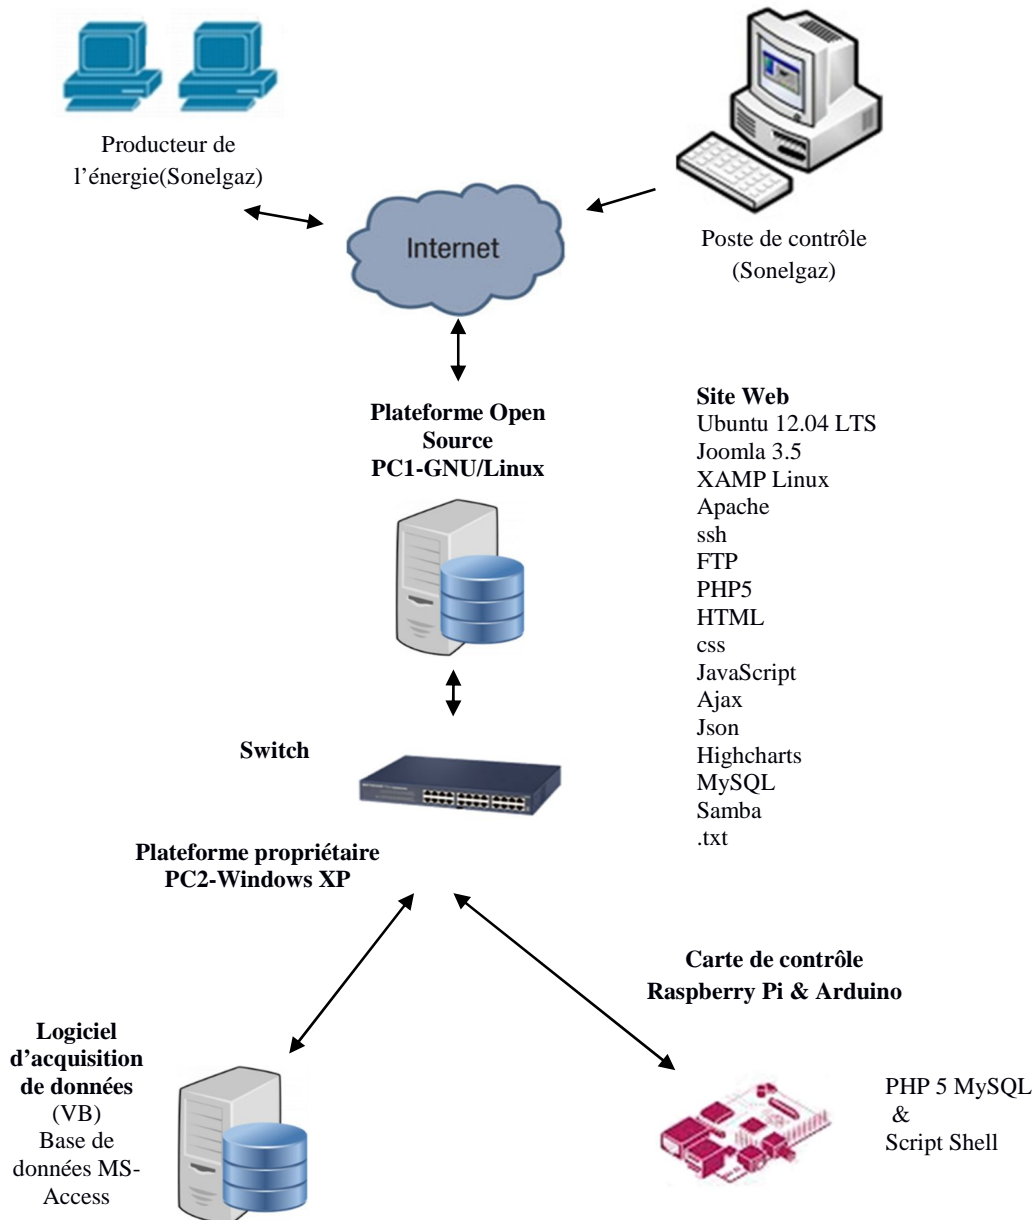 Producteur de
l’énergie(Sonelgaz)
Poste de contrôle
(Sonelgaz)
Internet
Plateforme Open
Source
PC1-GNU/Linux
Site Web
Ubuntu 12.04 LTS
Joomla 3.5
XAMP Linux
Apache
ssh
FTP
PHP5
HTML
css
JavaScript
Ajax
Json
Highcharts
MySQL
Samba
.txt
Switch
Plateforme propriétaire
PC2-Windows XP
Carte de contrôle
Raspberry Pi & Arduino
Logiciel
d’acquisition
de données
(VB)
Base de
données MS-
Access
PHP 5 MySQL
&
Script Shell